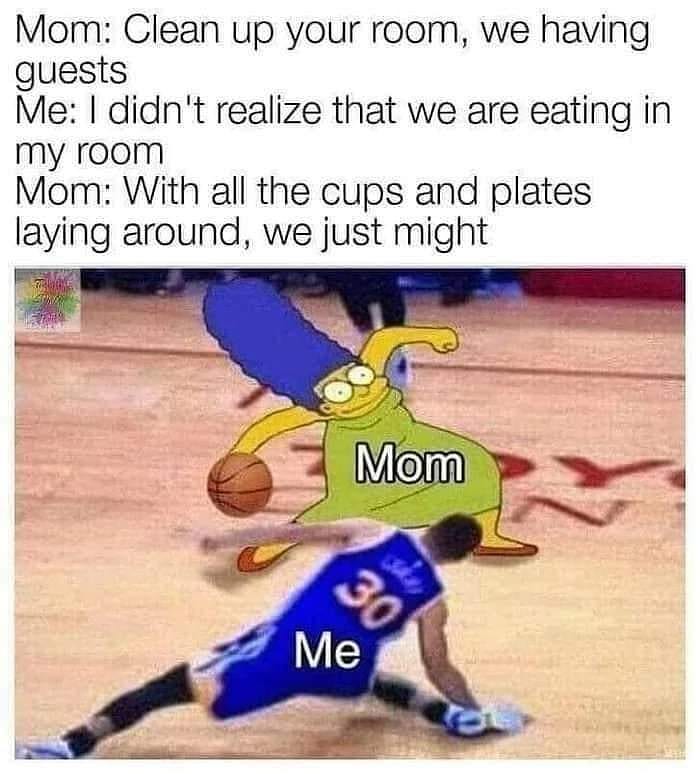 Mom: Clean up your room, we having
guests
Me: I didn't realize that we are eating in
my room
Mom: With all the cups and plates
laying around, we just might
Mom
30
Me